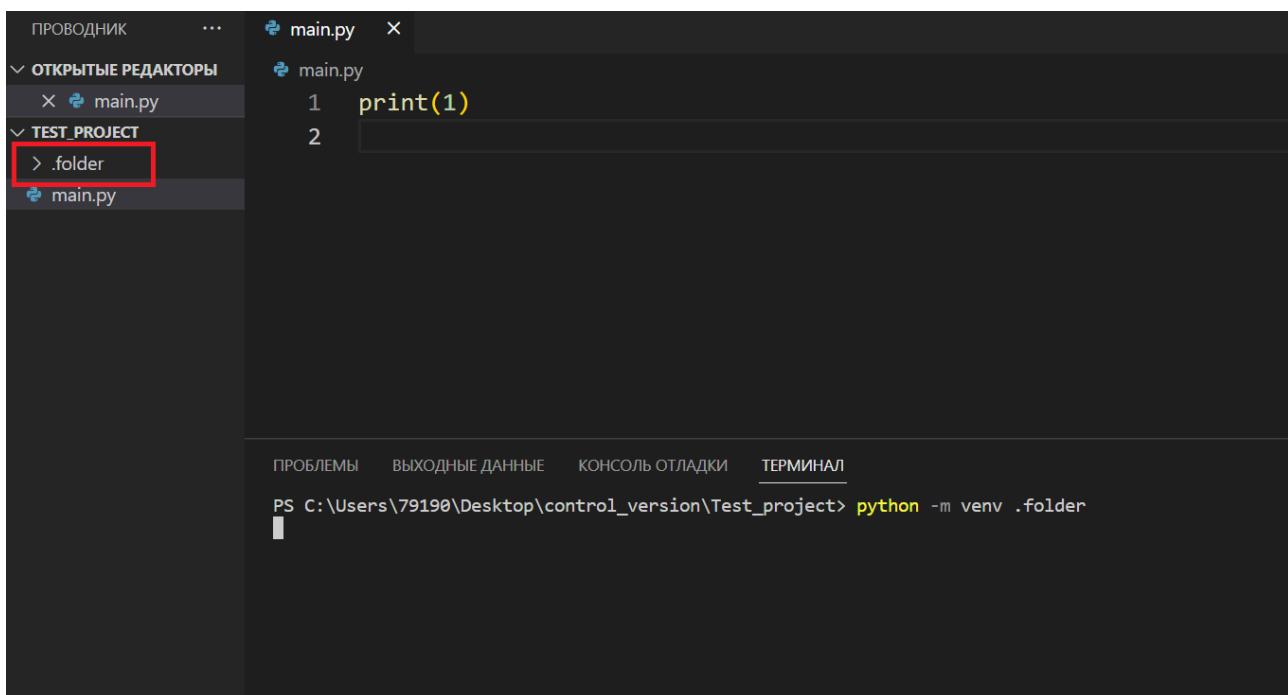 ПРОВОДНИК ···
ОТКРЫТЫЕ РЕДАКТОРЫ
main.py
TEST_PROJECT
.folder
main.py
main.py
main.py
1 print(1)
2
ПРОБЛЕМЫ ВЫХОДНЫЕ ДАННЫЕ КОНСОЛЬ ОТЛАДКИ ТЕРМИНАЛ
PS C:\Users\79190\Desktop\control_version\Test_project> python -m venv .folder